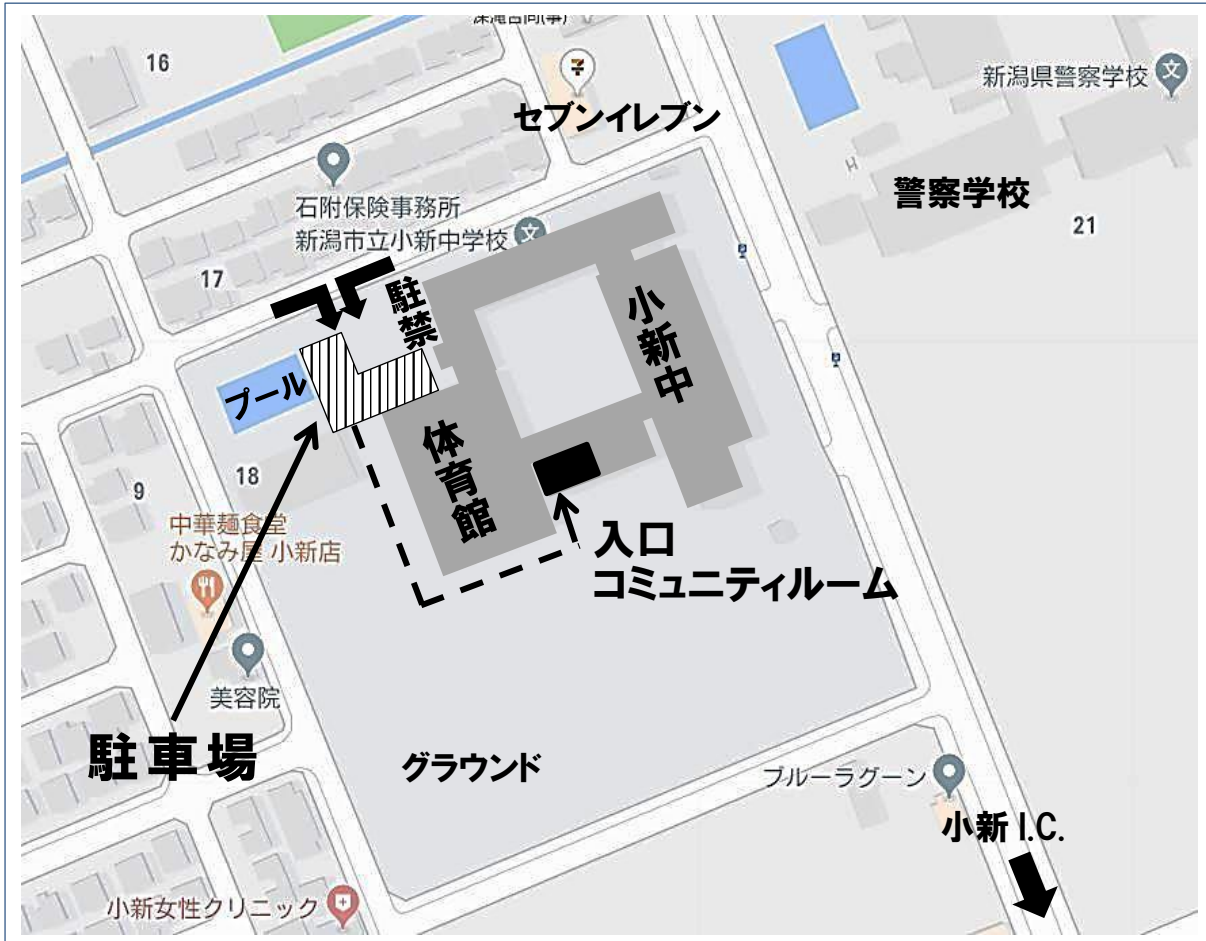 16
セブンイレブン
新潟県警察学校
文
警察学校
21
石附保険事務所
新潟市立小新中学校
文
17
駐禁
小新中
プール
体育館
18
9
中華麺食堂
かなみ屋 小新店
入口
コミュニティルーム
美容院
駐車場
グラウンド
ブルーラグーン
小新 I.C.
小新女性クリニック
H
P
P